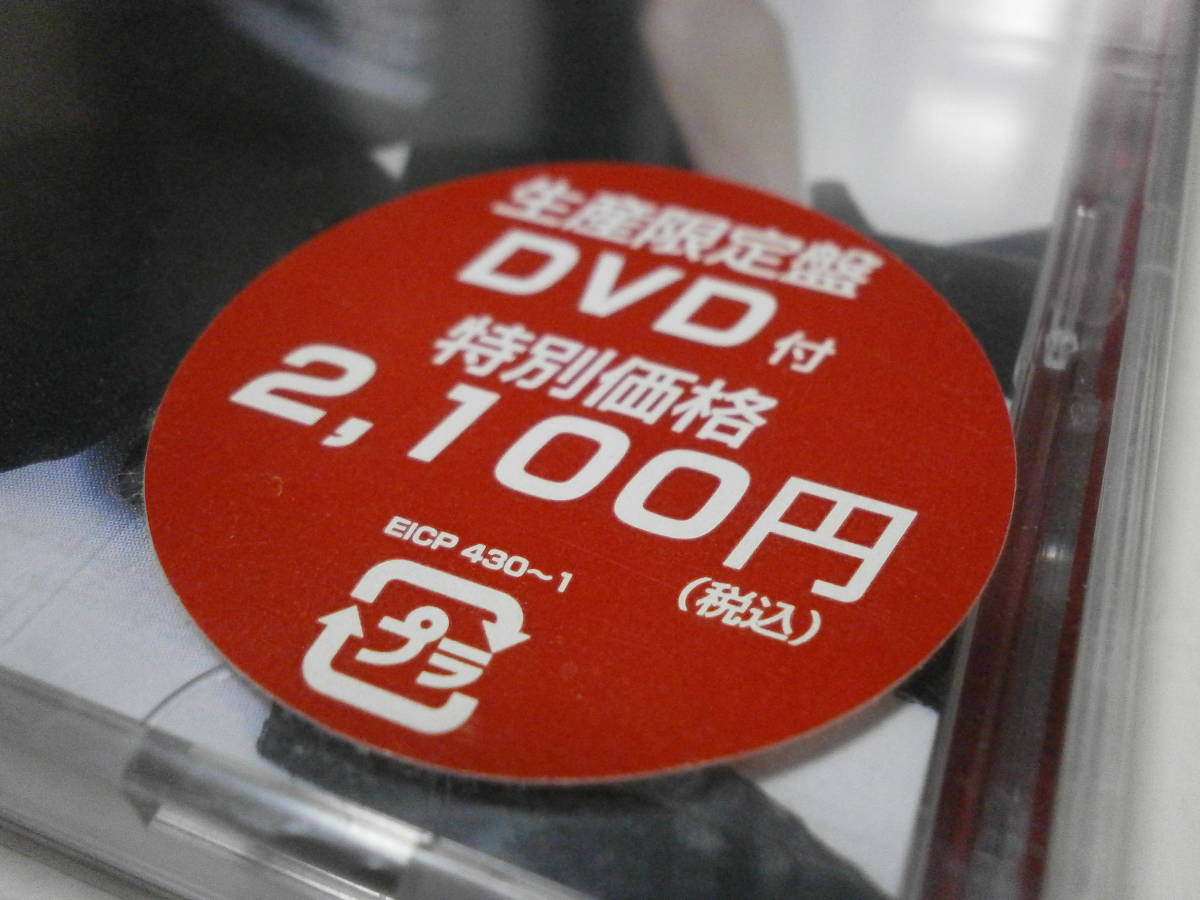 生産限定盤
DVD付
特別価格
2,100円
(税込)
EICP 430~1
プラ